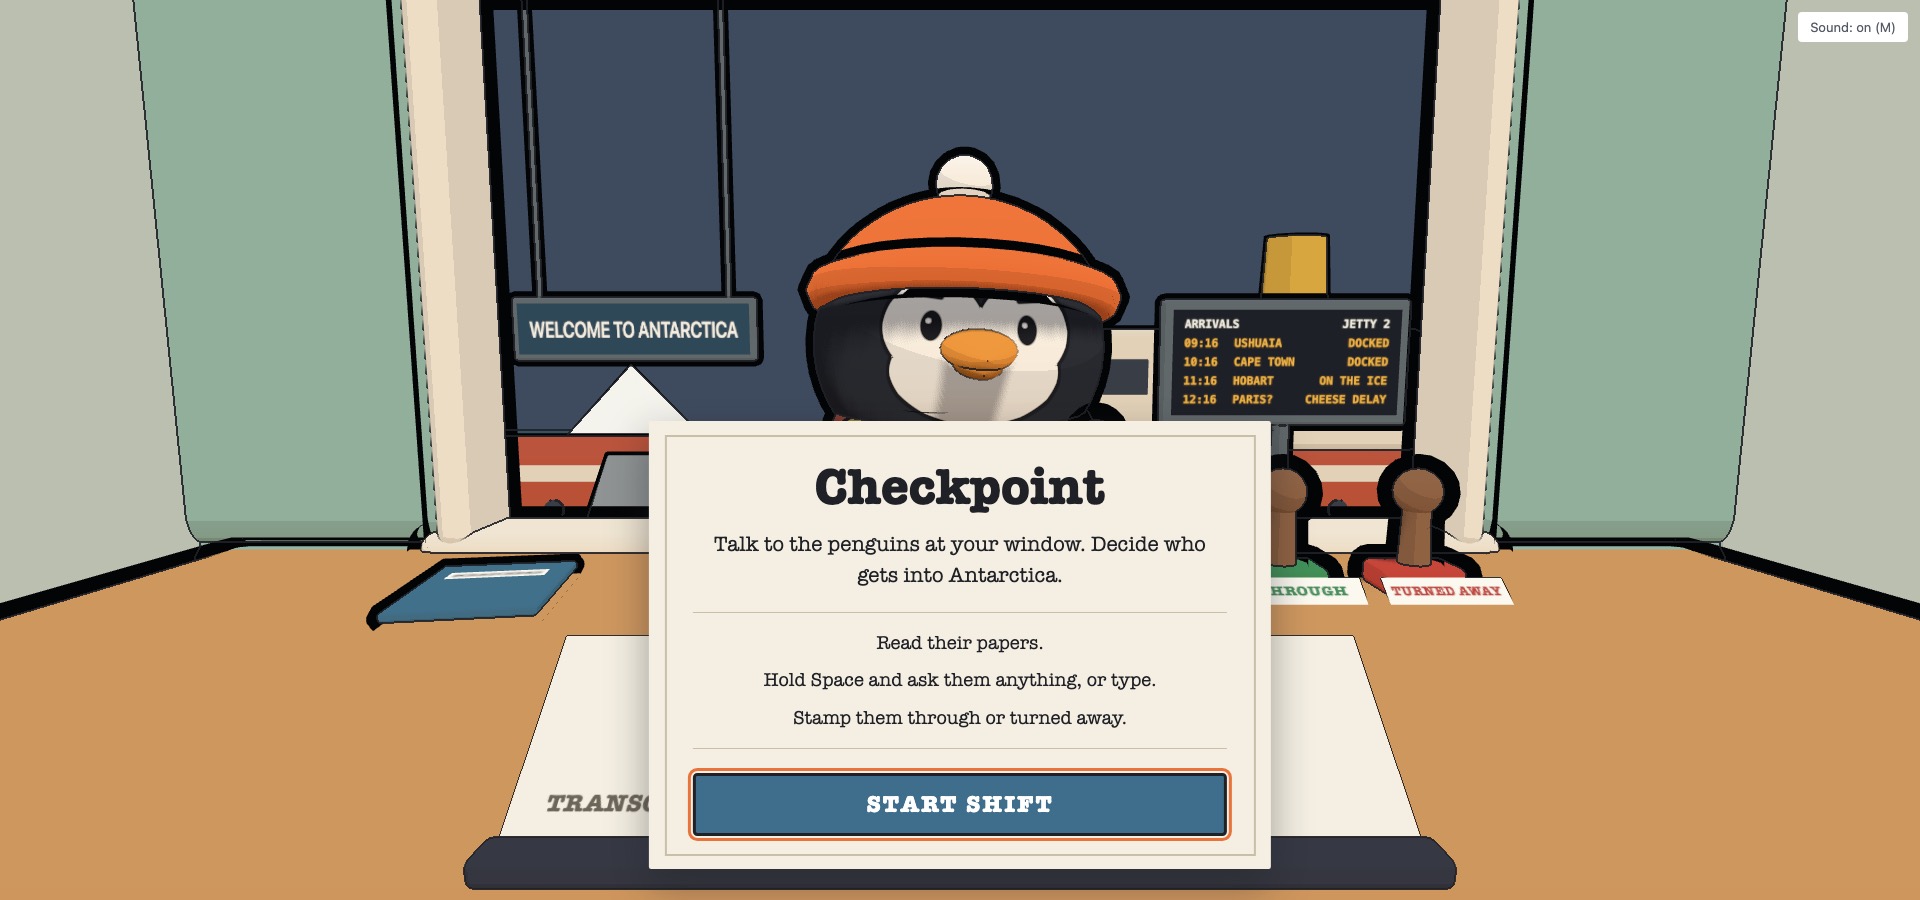 Sound: on (M)
WELCOME TO ANTARCTICA
ARRIVALS JETTY 2
09:16 USHUAIA DOCKED
10:16 CAPE TOWN DOCKED
11:16 HOBART ON THE ICE
12:16 PARIS? CHEESE DELAY
Checkpoint
Talk to the penguins at your window. Decide who
gets into Antarctica.
Read their papers.
Hold Space and ask them anything, or type.
Stamp them through or turned away.
START SHIFT
TURNED AWAY